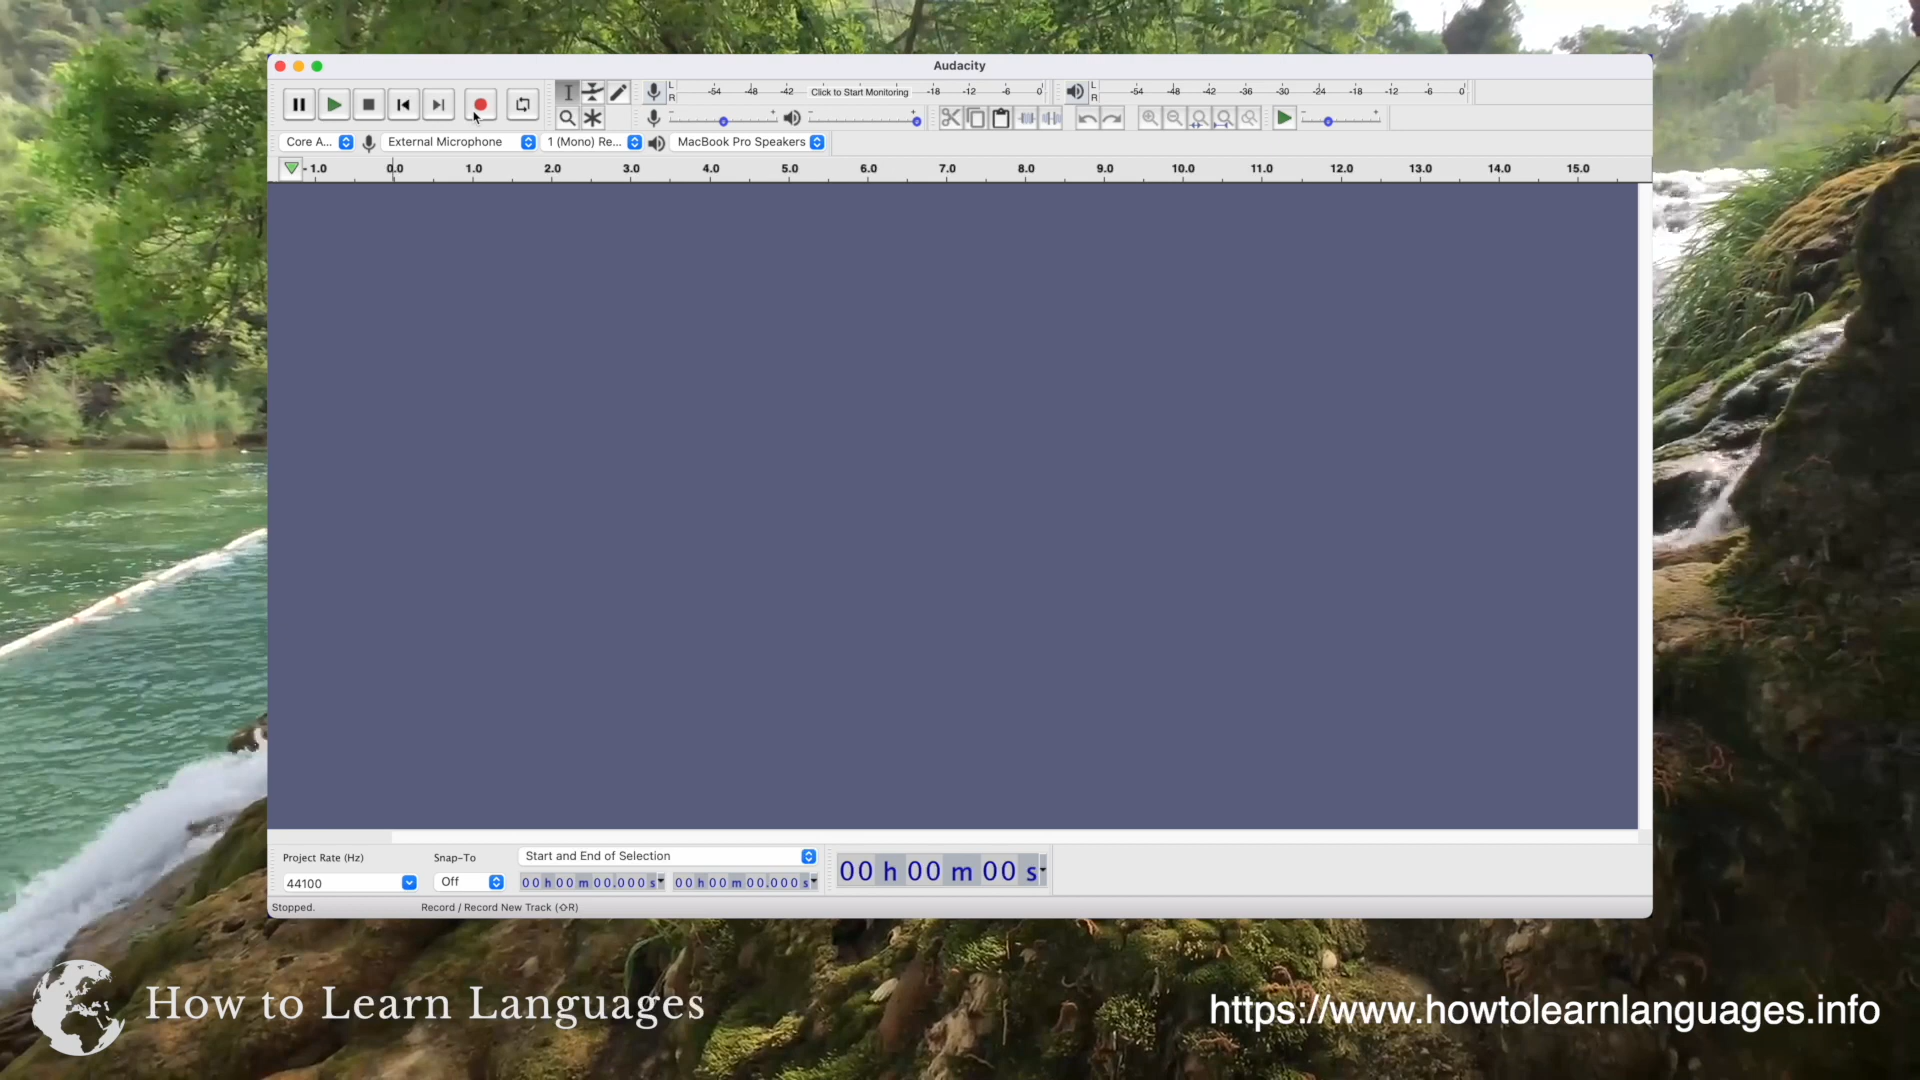 Audacity
L
R
-54 -48 -42 Click to Start Monitoring -18 -12 -6 0
L
R
-54 -48 -42 -36 -30 -24 -18 -12 -6 0
- +
- +
- +
Core A... External Microphone 1 (Mono) Re... MacBook Pro Speakers
- 1.0 0.0 1.0 2.0 3.0 4.0 5.0 6.0 7.0 8.0 9.0 10.0 11.0 12.0 13.0 14.0 15.0
Project Rate (Hz) Snap-To Start and End of Selection
44100 Off 00 h 00 m 00.000 s 00 h 00 m 00.000 s
00 h 00 m 00 s
Stopped. Record / Record New Track (⇧R)
How to Learn Languages
https://www.howtolearnlanguages.info